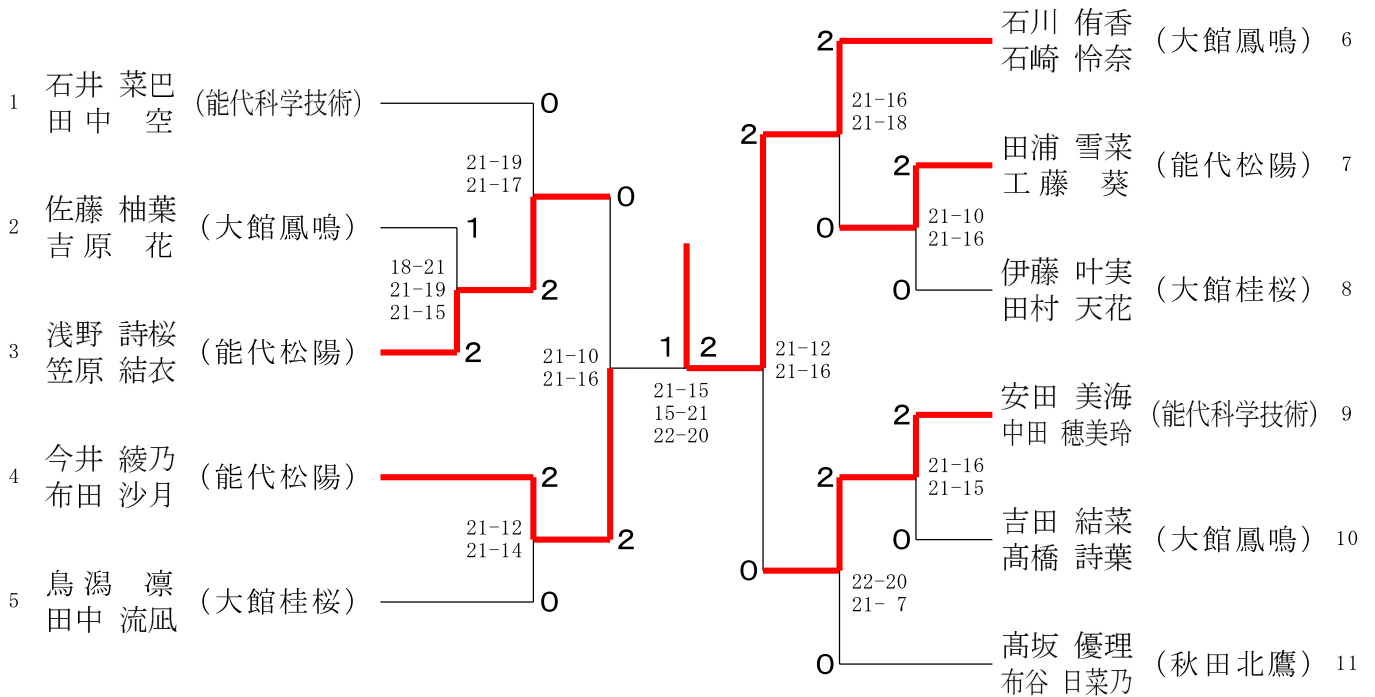 1 石井 菜巴 (能代科学技術)
田中 空
0
21-19
21-17
0
2 佐藤 柚葉 (大館鳳鳴)
吉原 花
1
18-21
21-19
21-15
2
3 浅野 詩桜 (能代松陽)
笠原 結衣
2
21-10
21-16
4 今井 綾乃 (能代松陽)
布田 沙月
2
21-12
21-14
2
5 鳥潟 凛 (大館桂桜)
田中 流凪
0
1 2
21-15
15-21
22-20
2
石川 侑香 (大館鳳鳴) 6
石崎 怜奈
21-16
21-18
2
2
田浦 雪菜 (能代松陽) 7
工藤 葵
0
21-10
21-16
0
伊藤 叶実 (大館桂桜) 8
田村 天花
21-12
21-16
2
安田 美海 (能代科学技術) 9
中田 穂美玲
2
21-16
21-15
0
吉田 結菜 (大館鳳鳴) 10
髙橋 詩葉
0
22-20
21- 7
0
髙坂 優理 (秋田北鷹) 11
布谷 日菜乃